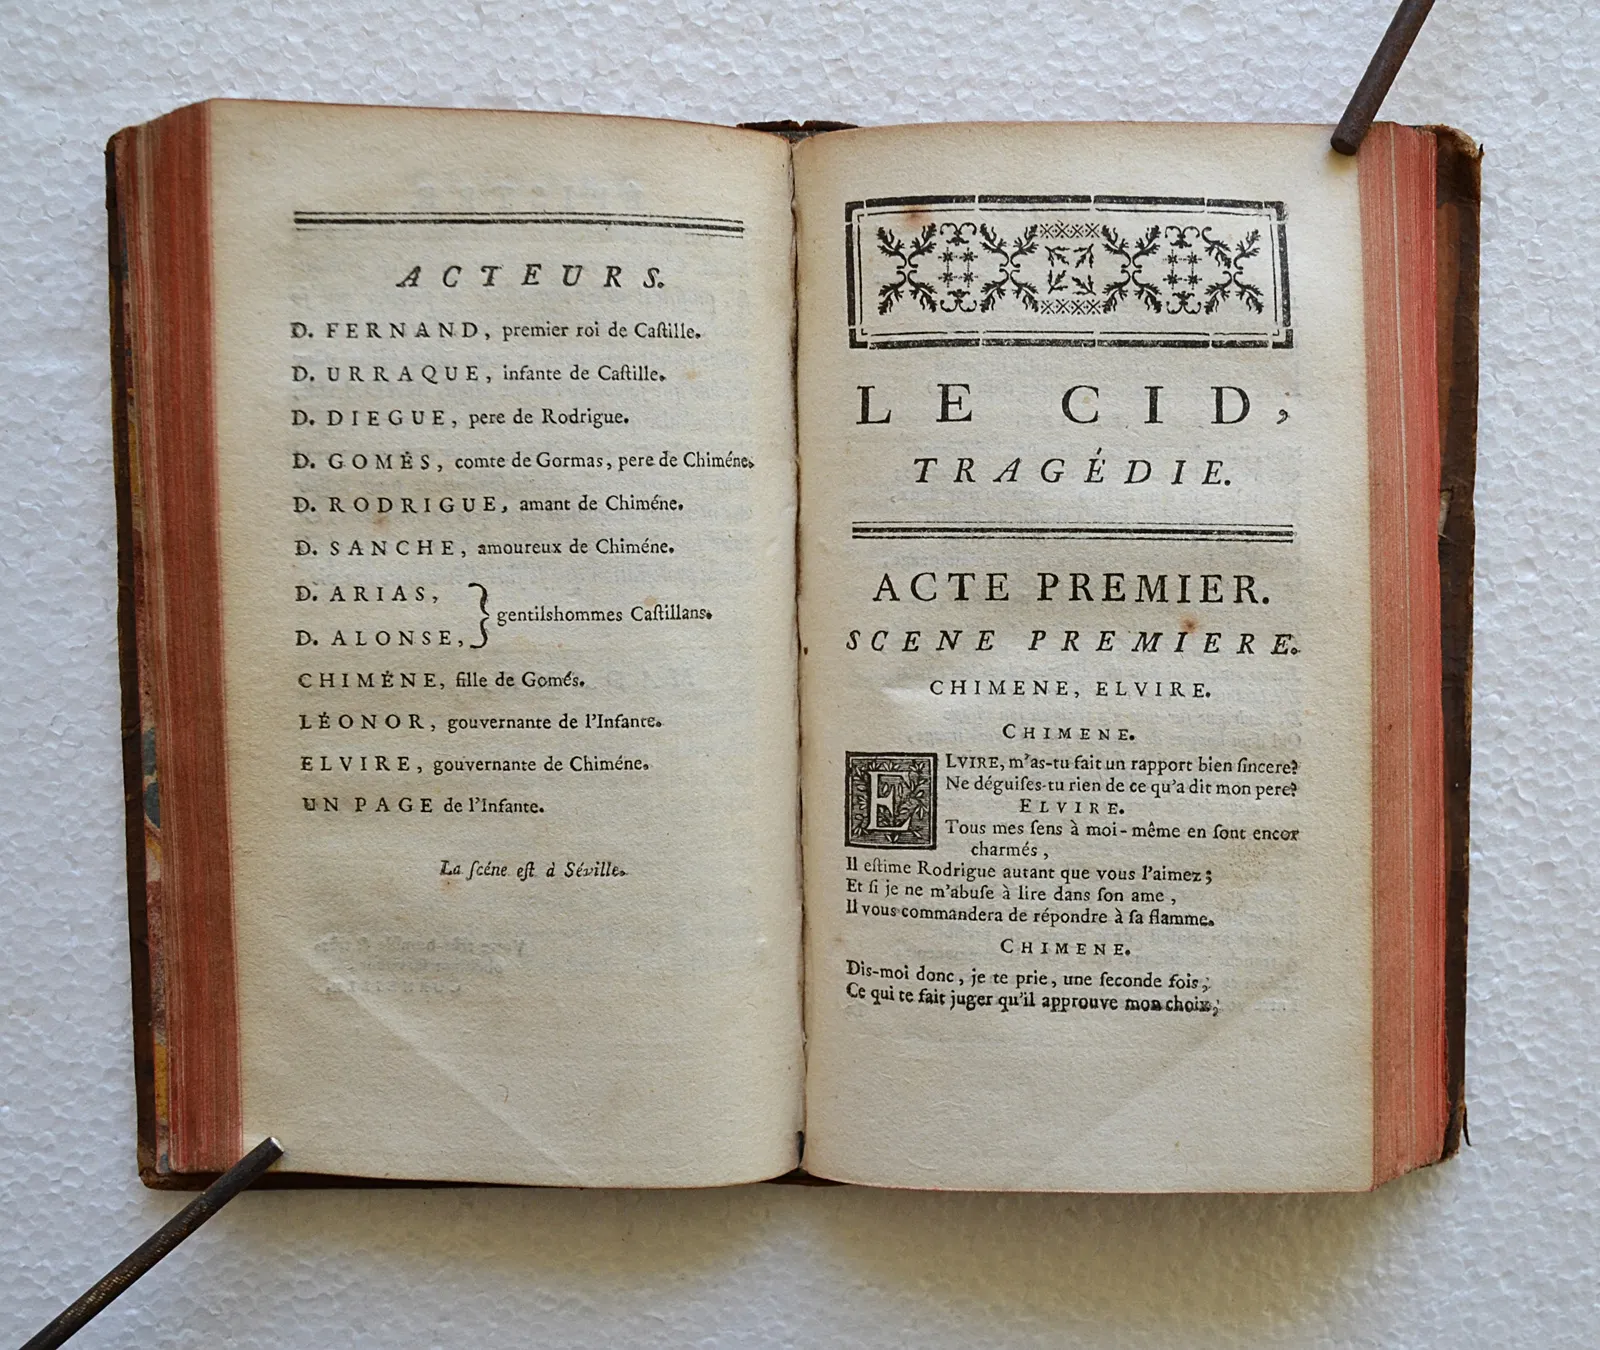 ACTEURS.
D. FERNAND, premier roi de Caſtille.
D. URRAQUE, infante de Caſtille.
D. DIEGUE, pere de Rodrigue.
D. GOMÉS, comte de Gormas, pere de Chiméne.
D. RODRIGUE, amant de Chiméne.
D. SANCHE, amoureux de Chiméne.
D. ARIAS,
gentilshommes Caſtillans.
D. ALONSE,
CHIMÉNE, fille de Gomés.
LÉONOR, gouvernante de l'Infante.
ELVIRE, gouvernante de Chiméne.
UN PAGE de l'Infante.
La ſcéne eſt à Séville.
LE CID,
TRAGÉDIE.
ACTE PREMIER.
SCENE PREMIERE.
CHIMENE, ELVIRE.
CHIMENE.
ELVIRE, m'as-tu fait un rapport bien ſincere?
Ne déguiſes-tu rien de ce qu'a dit mon pere?
ELVIRE.
Tous mes ſens à moi-même en ſont encor
charmés,
Il eſtime Rodrigue autant que vous l'aimez;
Et ſi je ne m'abuſe à lire dans ſon ame,
Il vous commandera de répondre à ſa flamme.
CHIMENE.
Dis-moi donc, je te prie, une ſeconde fois,
Ce qui te fait juger qu'il approuve mon choix;